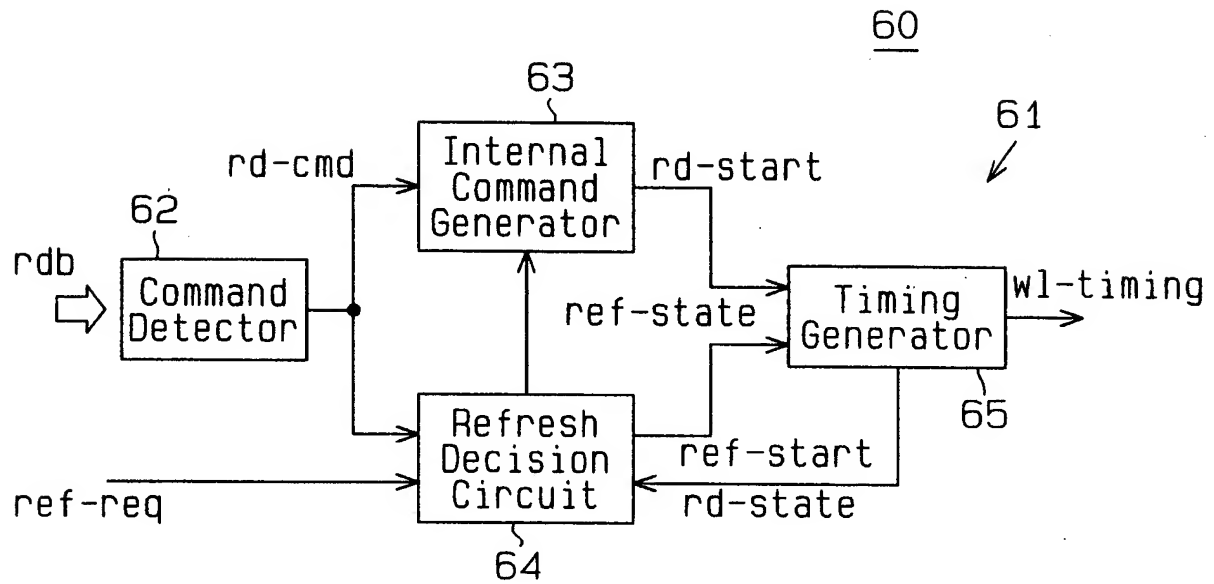 60
61
63
Internal
Command
Generator
rd-cmd
rd-start
62
rdb
Command
Detector
ref-state
Timing
Generator
wl-timing
65
Refresh
Decision
Circuit
ref-start
rd-state
ref-req
64